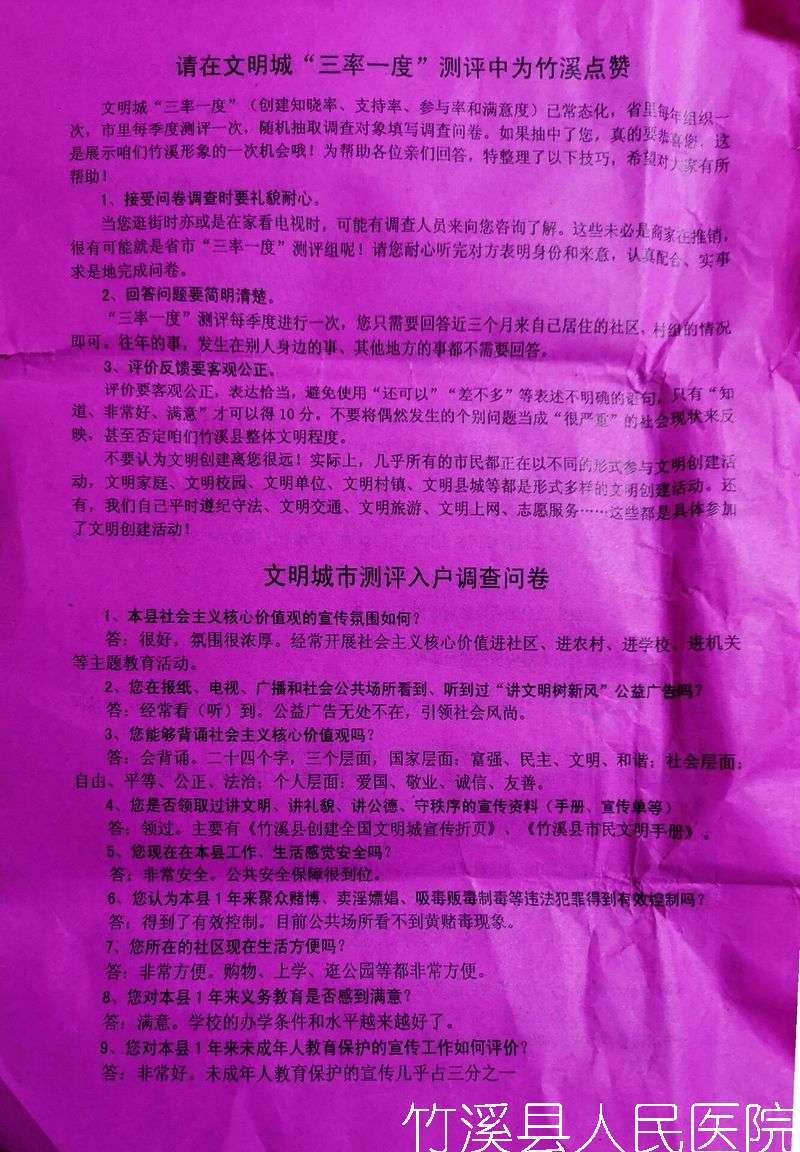 请在文明城“三率一度”测评中为竹溪点赞
文明城“三率一度”（创建知晓率、支持率、参与率和满意度）已常态化，省里每年组织一
次，市里每季度测评一次，随机抽取调查对象填写调查问卷。如果抽中了您，真的要恭喜您，这
是展示咱们竹溪形象的一次机会哦！为帮助各位亲们回答，特整理了以下技巧，希望对大家有所
帮助！
1、接受问卷调查时要礼貌耐心。
当您逛街时亦或是在家看电视时，可能有调查人员来向您咨询了解。这些未必是商家在推销，
很有可能就是省市“三率一度”测评组呢！请您耐心听完对方表明身份和来意，认真配合、实事
求是地完成问卷。
2、回答问题要简明清楚。
“三率一度”测评每季度进行一次，您只需要回答近三个月来自己居住的社区，村组的情况
即可。往年的事，发生在别人身边的事、其他地方的事都不需要回答。
3、评价反馈要客观公正。
评价要客观公正，表达恰当，避免使用“还可以”“差不多”等表述不明确的语句，只有“知
道、非常好、满意”才可以得10分。不要将偶然发生的个别问题当成“很严重”的社会现状来反
映，甚至否定咱们竹溪县整体文明程度。
不要认为文明创建离您很远！实际上，几乎所有的市民都正在以不同的形式参与文明创建活
动，文明家庭、文明校园、文明单位、文明村镇、文明县城等都是形式多样的文明创建活动。还
有，我们自己平时遵纪守法、文明交通、文明旅游、文明上网、志愿服务……这些都是具体参加
了文明创建活动！
文明城市测评入户调查问卷
1、本县社会主义核心价值观的宣传氛围如何？
答：很好，氛围很浓厚。经常开展社会主义核心价值进社区、进农村、进学校、进机关
等主题教育活动。
2、您在报纸、电视、广播和社会公共场所看到、听到过“讲文明树新风”公益广告吗？
答：经常看（听）到。公益广告无处不在，引领社会风尚。
3、您能够背诵社会主义核心价值观吗？
答：会背诵。二十四个字，三个层面，国家层面：富强、民主、文明、和谐；社会层面：
自由、平等、公正、法治；个人层面：爱国、敬业、诚信、友善。
4、您是否领取过讲文明、讲礼貌、讲公德、守秩序的宣传资料（手册、宣传单等）
答：领过。主要有《竹溪县创建全国文明城宣传折页》、《竹溪县市民文明手册》。
5、您现在在本县工作、生活感觉安全吗？
答：非常安全。公共安全保障很到位。
6、您认为本县1年来聚众赌博、卖淫嫖娼、吸毒贩毒制毒等违法犯罪得到有效控制吗？
答：得到了有效控制。目前公共场所看不到黄赌毒现象。
7、您所在的社区现在生活方便吗？
答：非常方便。购物、上学、逛公园等都非常方便。
8、您对本县1年来义务教育是否感到满意？
答：满意。学校的办学条件和水平越来越好了。
9、您对本县1年来未成年人教育保护的宣传工作如何评价？
答：非常好。未成年人教育保护的宣传几乎占三分之一
竹溪县人民医院